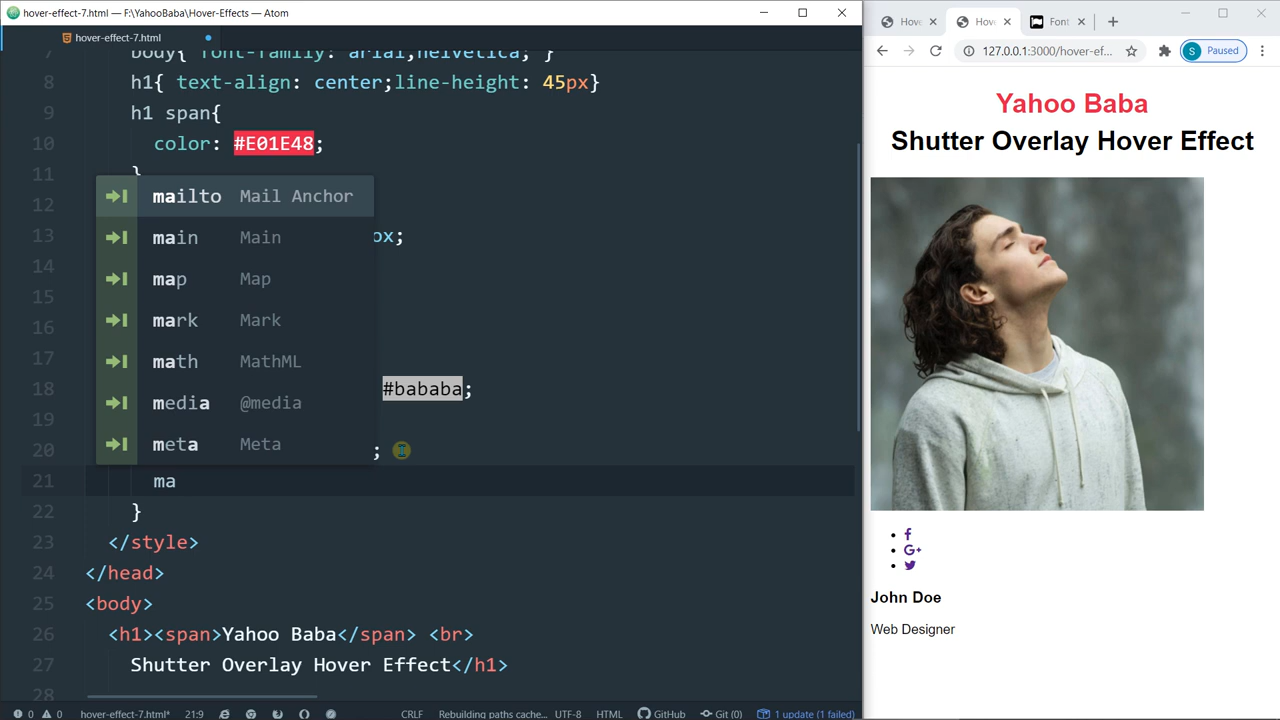 hover-effect-7.html — F:\YahooBaba\Hover-Effects — Atom
hover-effect-7.html
7 body{ font-family: arial,helvetica; }
8 h1{ text-align: center;line-height: 45px}
9 h1 span{
10 color: #E01E48;
11 }
12
13 ox;
14
15
16
17
18 #bababa;
19
20 ;
21 ma
22 }
23 </style>
24 </head>
25 <body>
26 <h1><span>Yahoo Baba</span> <br>
27 Shutter Overlay Hover Effect</h1>
28
mailto Mail Anchor
main Main
map Map
mark Mark
math MathML
media @media
meta Meta
0 0 hover-effect-7.html* 21:9 CRLF Rebuilding paths cache... UTF-8 HTML GitHub Git (0) 1 update (1 failed)
Hove Hove Font
127.0.0.1:3000/hover-ef... S Paused
Yahoo Baba
Shutter Overlay Hover Effect
John Doe
Web Designer